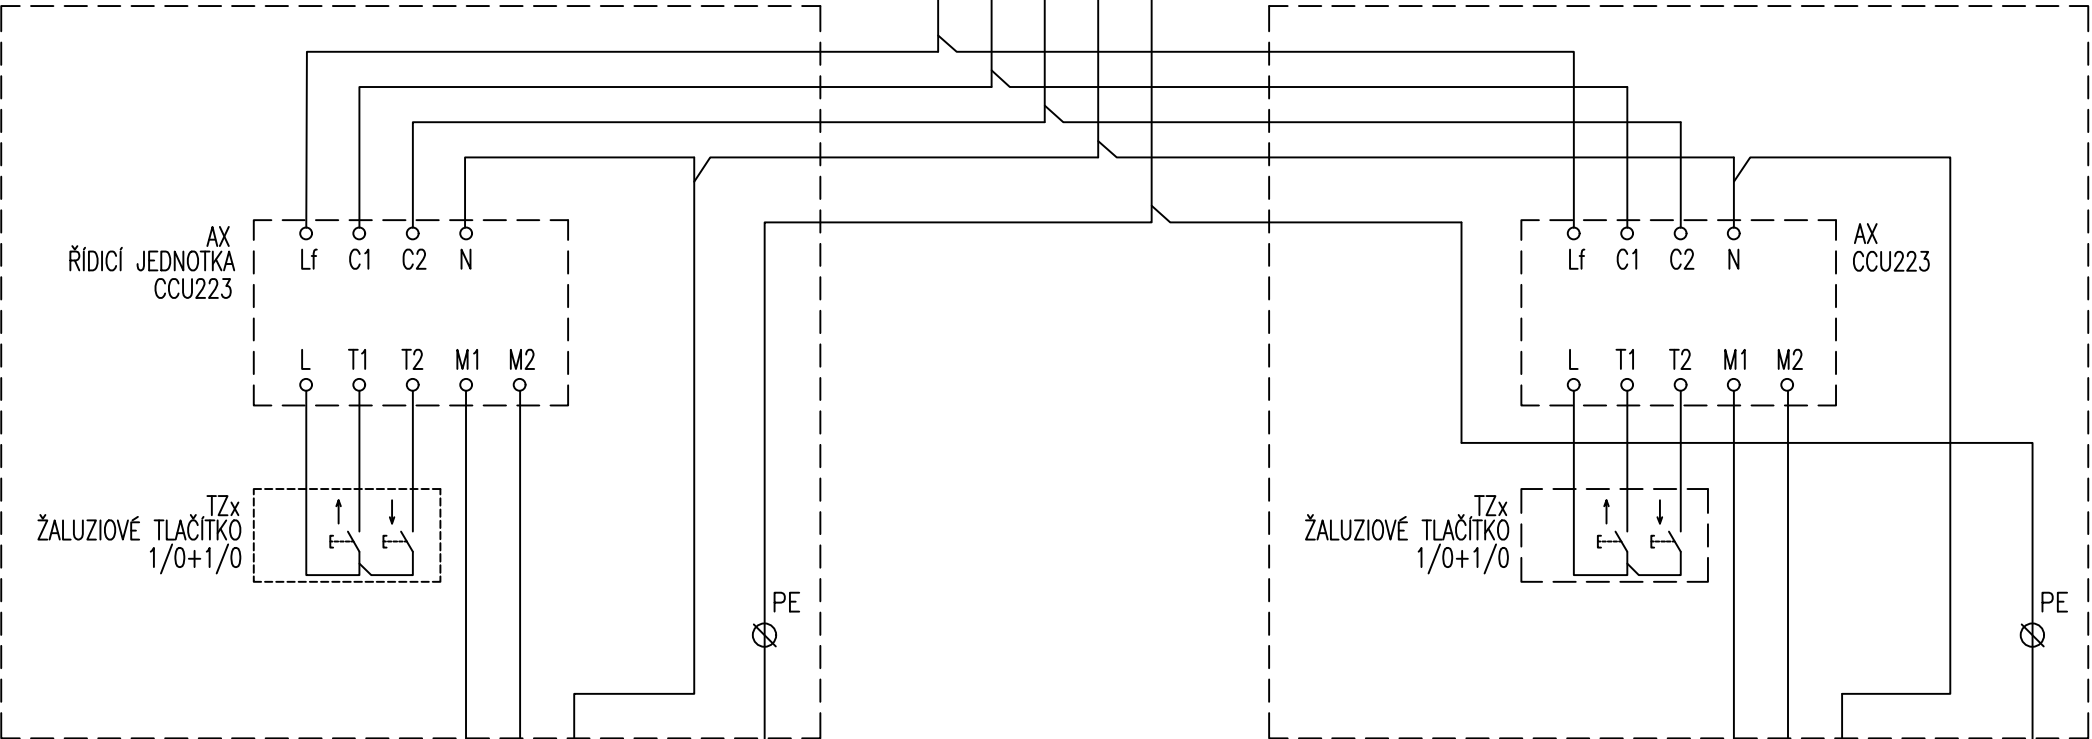 AX
ŘÍDICÍ JEDNOTKA
CCU223
Lf C1 C2 N
L T1 T2 M1 M2
TZx
ŽALUZIOVÉ TLAČÍTKO
1/0+1/0
PE
AX
CCU223
Lf C1 C2 N
L T1 T2 M1 M2
TZx
ŽALUZIOVÉ TLAČÍTKO
1/0+1/0
PE